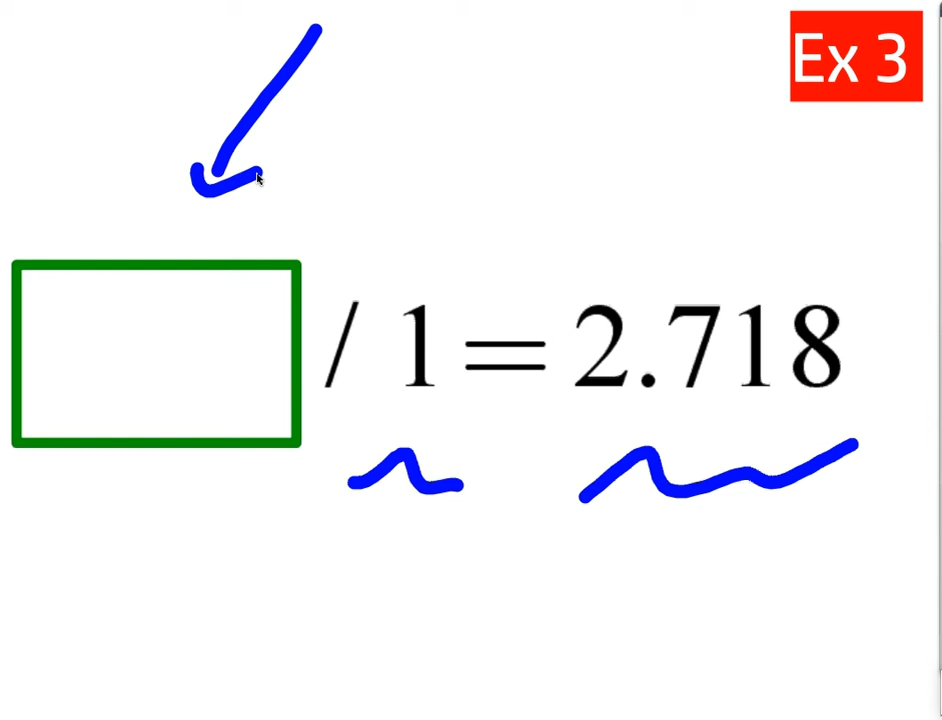 Ex 3
/ 1 = 2.718